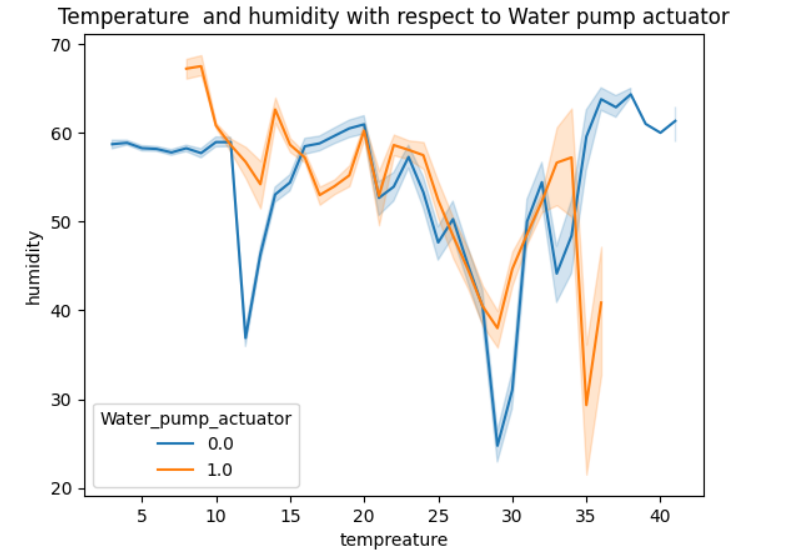 Temperature  and humidity with respect to Water pump actuator
70
60
50
40
30
20
humidity
Water_pump_actuator
0.0
1.0
5 10 15 20 25 30 35 40
tempreature